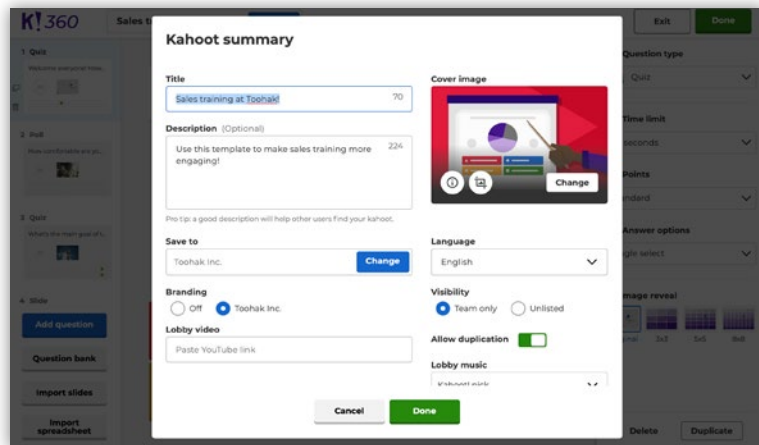 K!360
Sales tr
Exit
Done
1 Quiz
Welcome everyone!
2 Poll
How comfortable are yo...
3 Quiz
What's the main goal of t...
4 Slide
Add question
Question bank
Import slides
Import
spreadsheet
Kahoot summary
Title
Sales training at Toohak!
70
Description (Optional)
Use this template to make sales training more
engaging!
224
Pro tip: a good description will help other users find your kahoot.
Save to
Toohak Inc.
Change
Branding
Off
Toohak Inc.
Lobby video
Paste YouTube link
Cover image
Change
Language
English
Visibility
Team only
Unlisted
Allow duplication
Lobby music
Kahoot! pick
Cancel
Done
Question type
Quiz
Time limit
seconds
Points
ndard
Answer options
gle select
mage reveal
3x3
5x5
8x8
Delete
Duplicate